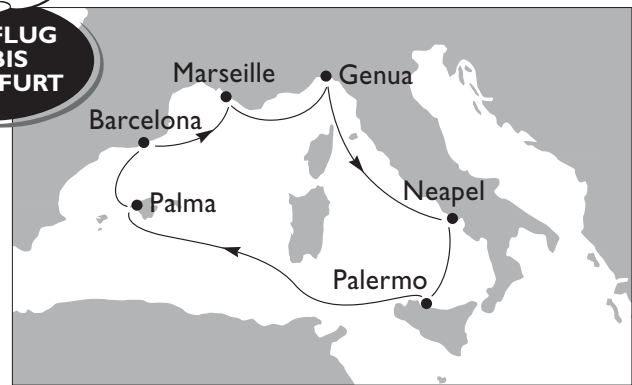 FLUG
BIS
FURT
Marseille
Genua
Barcelona
Palma
Neapel
Palermo